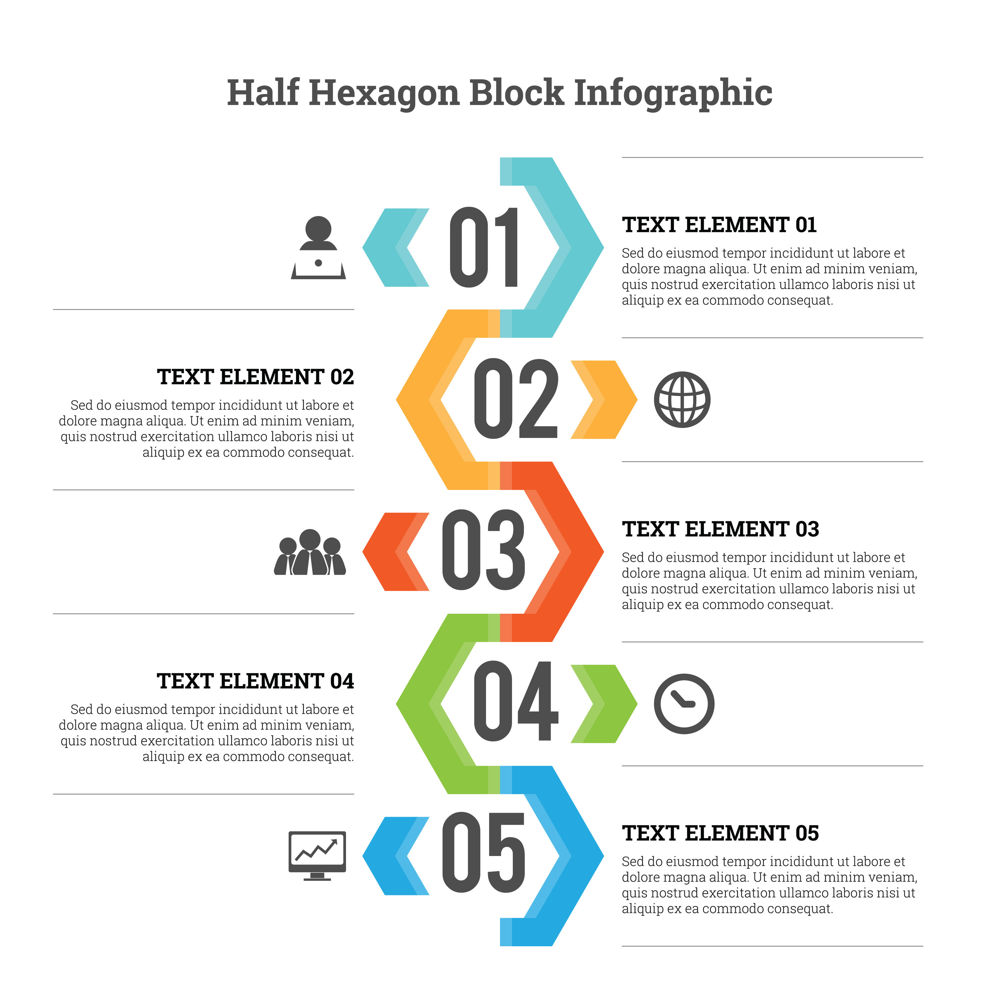 Half Hexagon Block Infographic
01
TEXT ELEMENT 01
Sed do eiusmod tempor incididunt ut labore et
dolore magna aliqua. Ut enim ad minim veniam,
quis nostrud exercitation ullamco laboris nisi ut
aliquip ex ea commodo consequat.
TEXT ELEMENT 02
Sed do eiusmod tempor incididunt ut labore et
dolore magna aliqua. Ut enim ad minim veniam,
quis nostrud exercitation ullamco laboris nisi ut
aliquip ex ea commodo consequat.
02
03
TEXT ELEMENT 03
Sed do eiusmod tempor incididunt ut labore et
dolore magna aliqua. Ut enim ad minim veniam,
quis nostrud exercitation ullamco laboris nisi ut
aliquip ex ea commodo consequat.
TEXT ELEMENT 04
Sed do eiusmod tempor incididunt ut labore et
dolore magna aliqua. Ut enim ad minim veniam,
quis nostrud exercitation ullamco laboris nisi ut
aliquip ex ea commodo consequat.
04
05
TEXT ELEMENT 05
Sed do eiusmod tempor incididunt ut labore et
dolore magna aliqua. Ut enim ad minim veniam,
quis nostrud exercitation ullamco laboris nisi ut
aliquip ex ea commodo consequat.